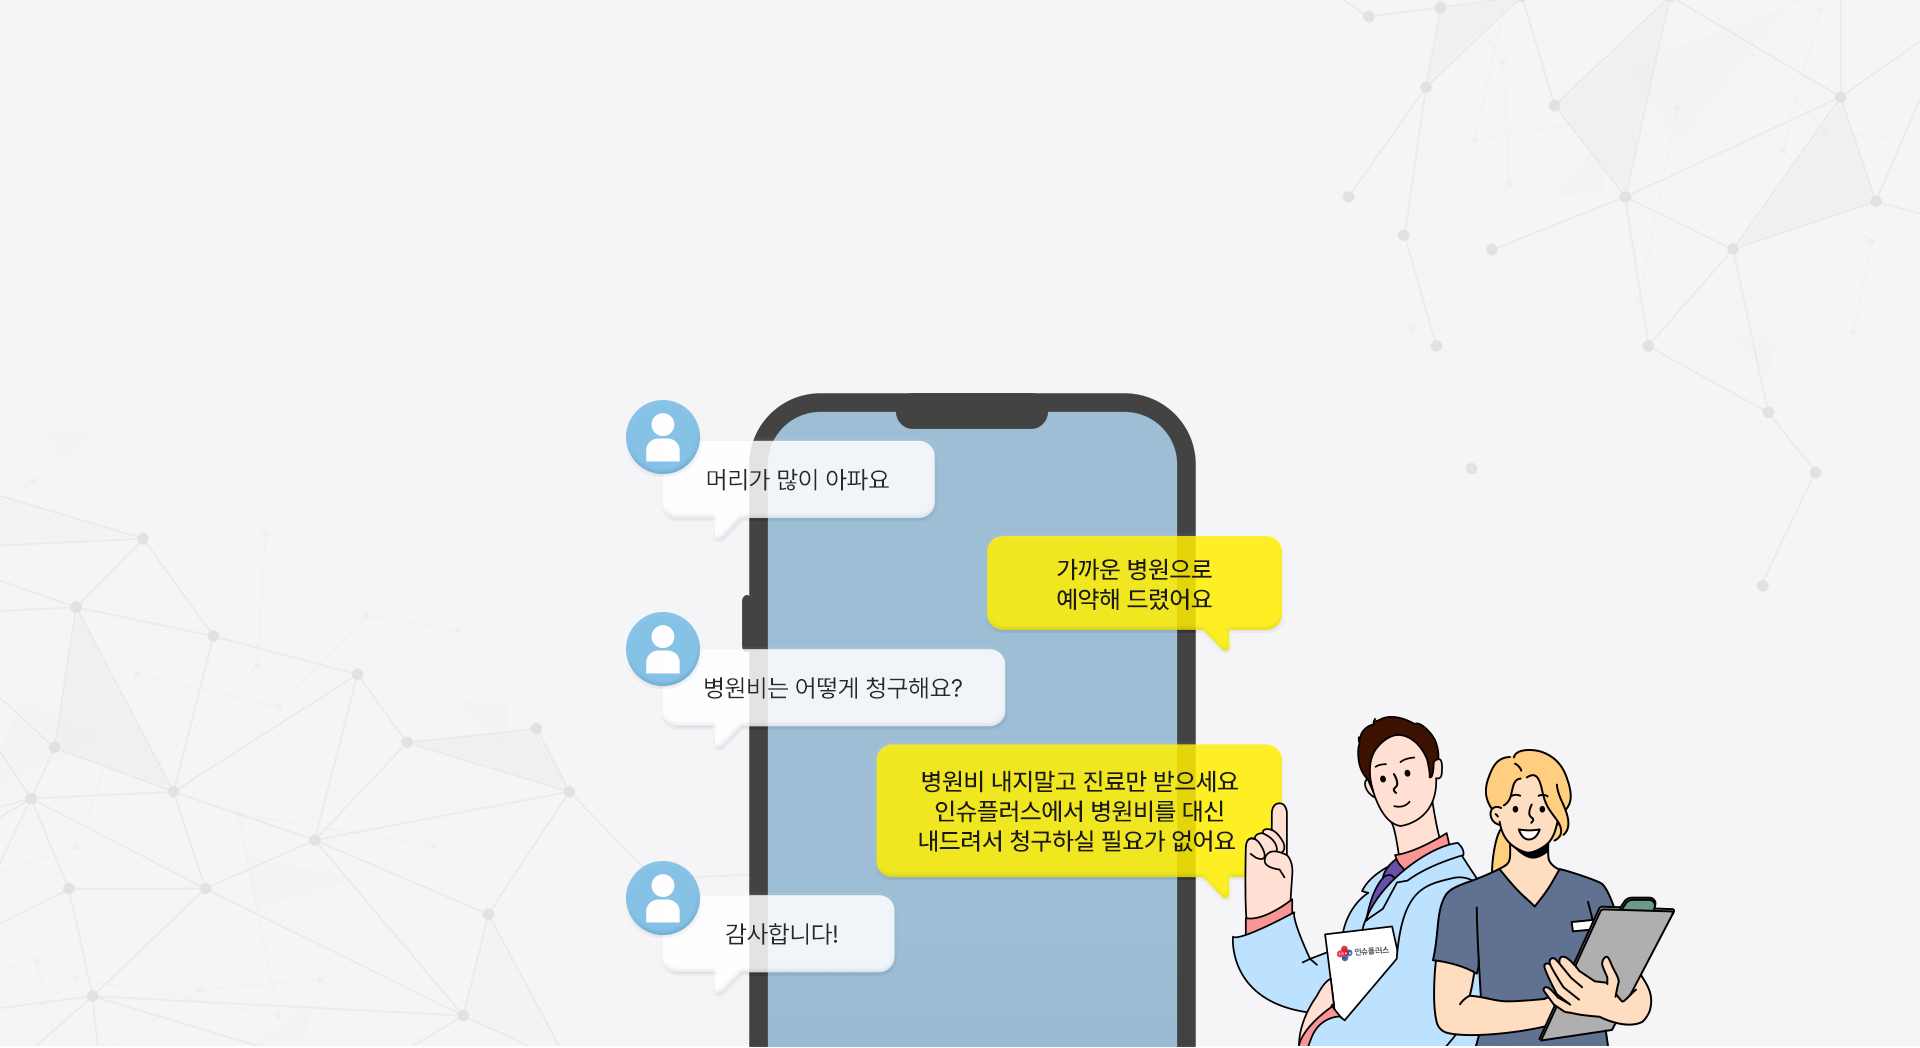 머리가 많이 아파요
가까운 병원으로
예약해 드렸어요
병원비는 어떻게 청구해요?
병원비 내지말고 진료만 받으세요
인슈플러스에서 병원비를 대신
내드려서 청구하실 필요가 없어요
감사합니다!
인슈플러스